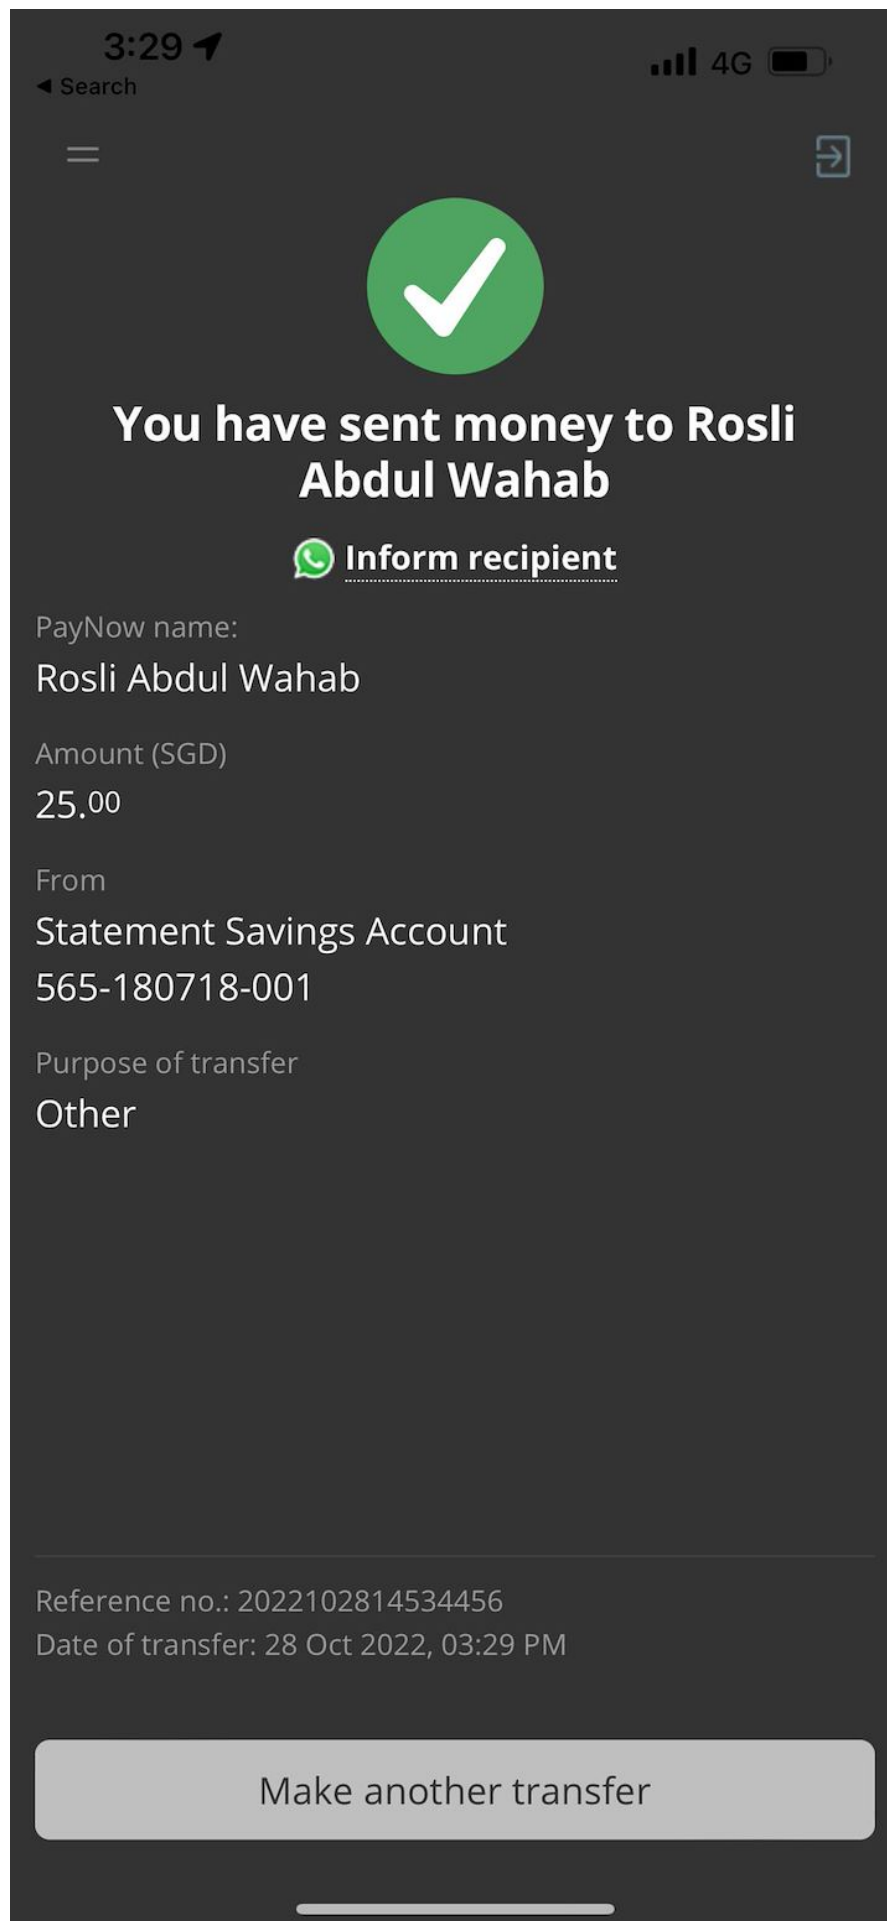 3:29
4G
◀ Search
You have sent money to Rosli
Abdul Wahab
Inform recipient
PayNow name:
Rosli Abdul Wahab
Amount (SGD)
25.00
From
Statement Savings Account
565-180718-001
Purpose of transfer
Other
Reference no.: 2022102814534456
Date of transfer: 28 Oct 2022, 03:29 PM
Make another transfer